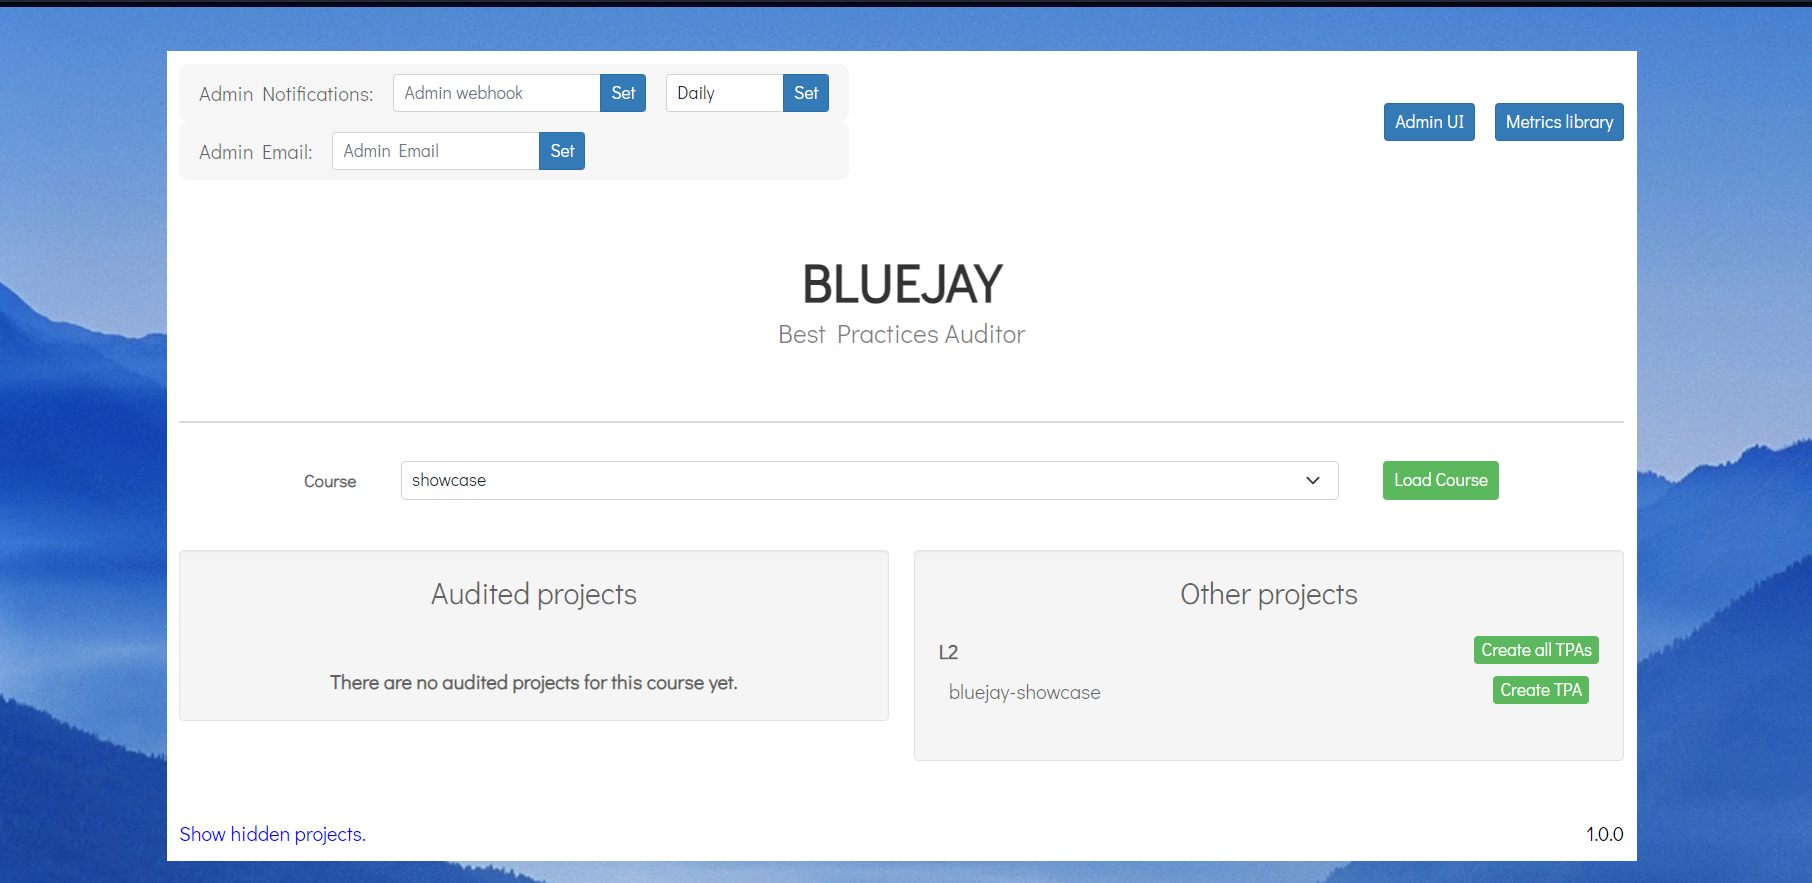 Admin Notifications: Admin webhook Set Daily Set
Admin Email: Admin Email Set
Admin UI Metrics library
BLUEJAY
Best Practices Auditor
Course showcase Load Course
Audited projects
There are no audited projects for this course yet.
Other projects
L2 Create all TPAs
bluejay-showcase Create TPA
Show hidden projects.
1.0.0